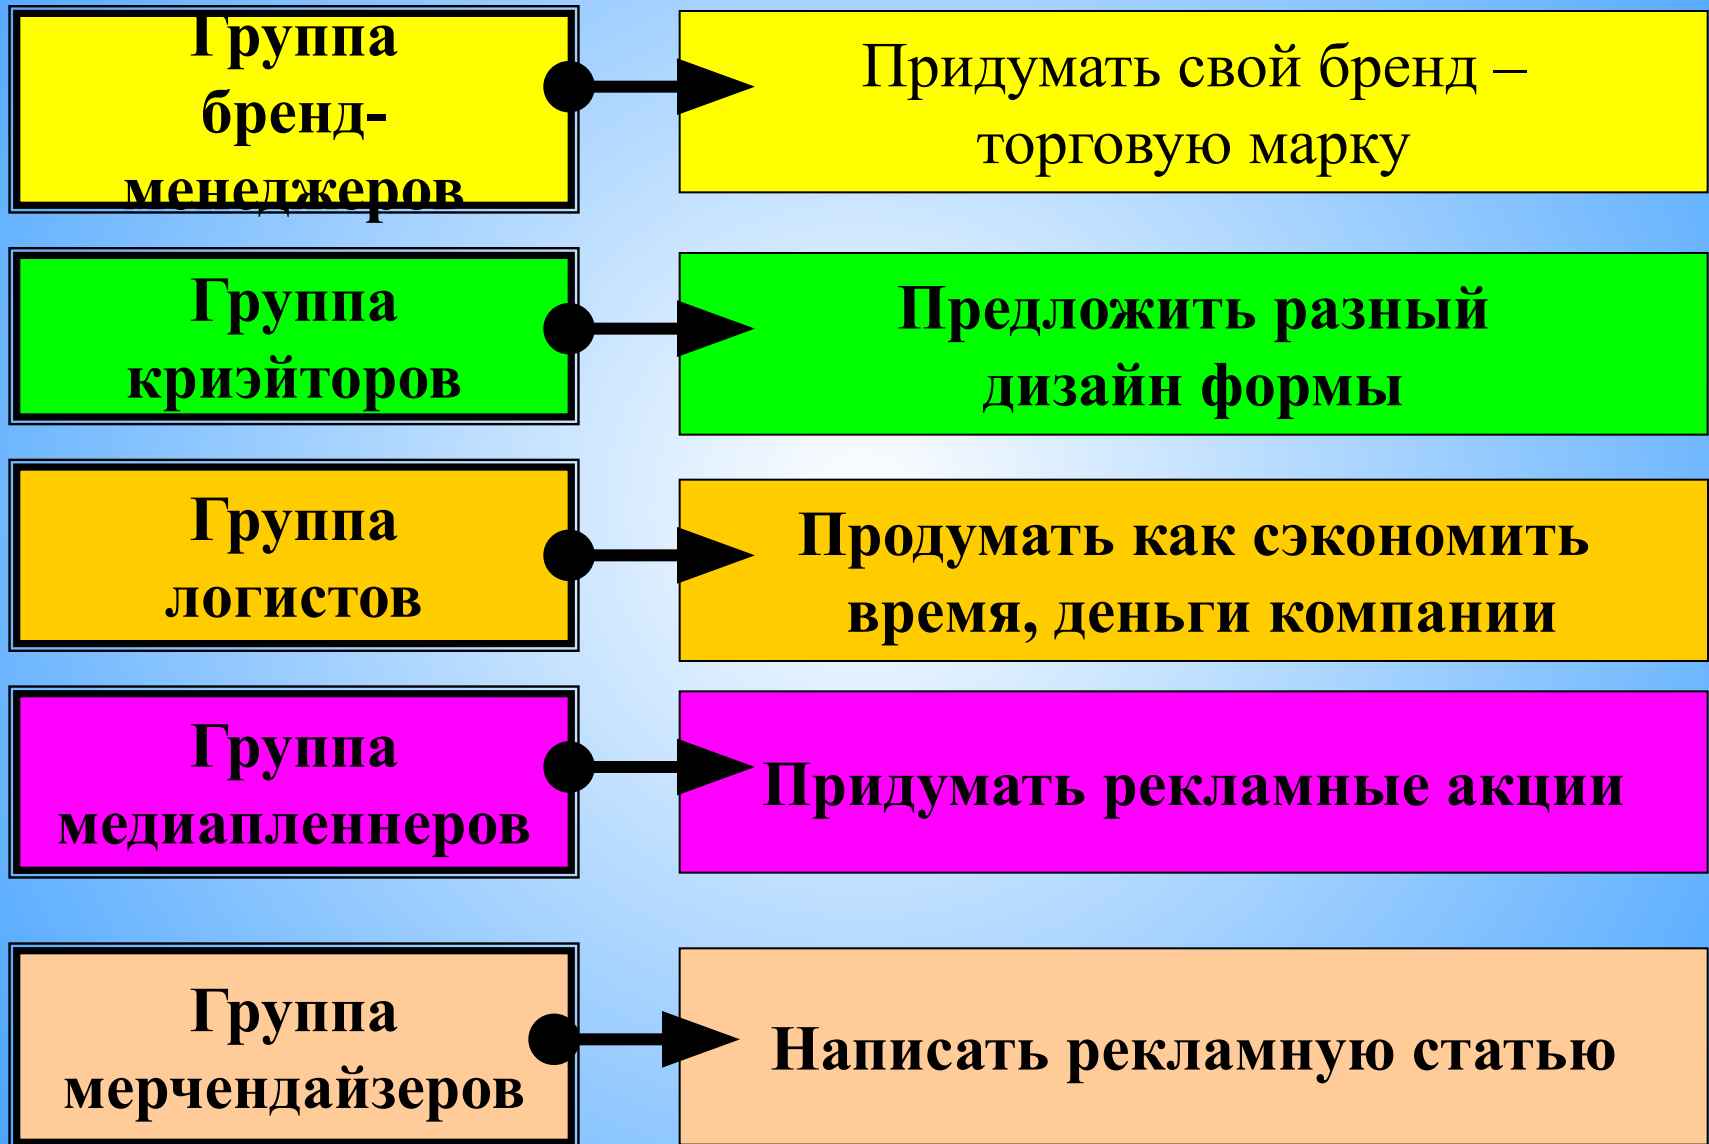 Группа
бренд-
менеджеров
Придумать свой бренд –
торговую марку
Группа
криэйторов
Предложить разный
дизайн формы
Группа
логистов
Продумать как сэкономить
время, деньги компании
Группа
медиапленнеров
Придумать рекламные акции
Группа
мерчендайзеров
Написать рекламную статью